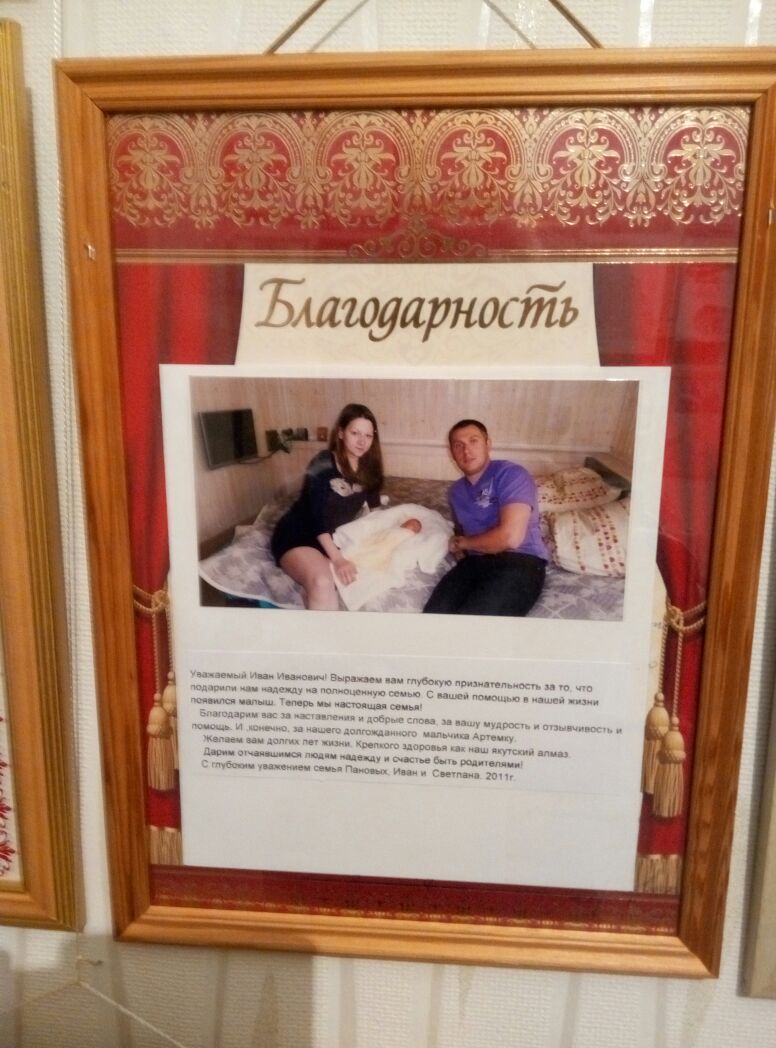 Благодарность
Уважаемый Иван Иванович! Выражаем вам глубокую признательность за то, что
подарили нам надежду на полноценную семью. С вашей помощью в нашей жизни
появился малыш. Теперь мы настоящая семья!
Благодарим вас за наставления и добрые слова, за вашу мудрость и отзывчивость и
помощь. И ,конечно, за нашего долгожданного мальчика Артемку.
Желаем вам долгих лет жизни. Крепкого здоровья как наш якутский алмаз.
Дарим отчаявшимся людям надежду и счастье быть родителями!
С глубоким уважением семья Пановых, Иван и Светлана. 2011г.